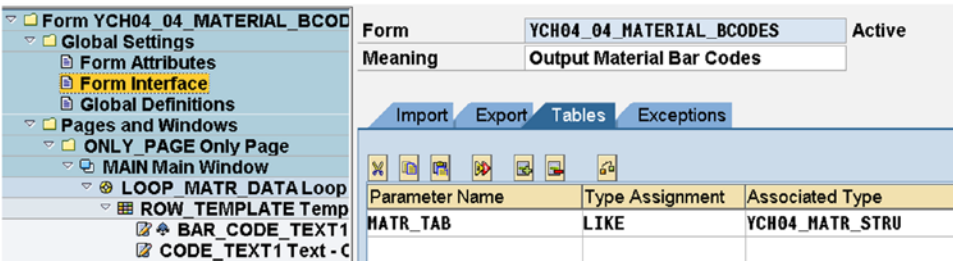 Form YCH04_04_MATERIAL_BCOD
Global Settings
Form Attributes
Form Interface
Global Definitions
Pages and Windows
ONLY_PAGE Only Page
MAIN Main Window
LOOP_MATR_DATA Loop
ROW_TEMPLATE Temp
BAR_CODE_TEXT1
CODE_TEXT1 Text - C
Form YCH04_04_MATERIAL_BCODES Active
Meaning Output Material Bar Codes
Import Export Tables Exceptions
Parameter Name Type Assignment Associated Type
MATR_TAB LIKE YCH04_MATR_STRU